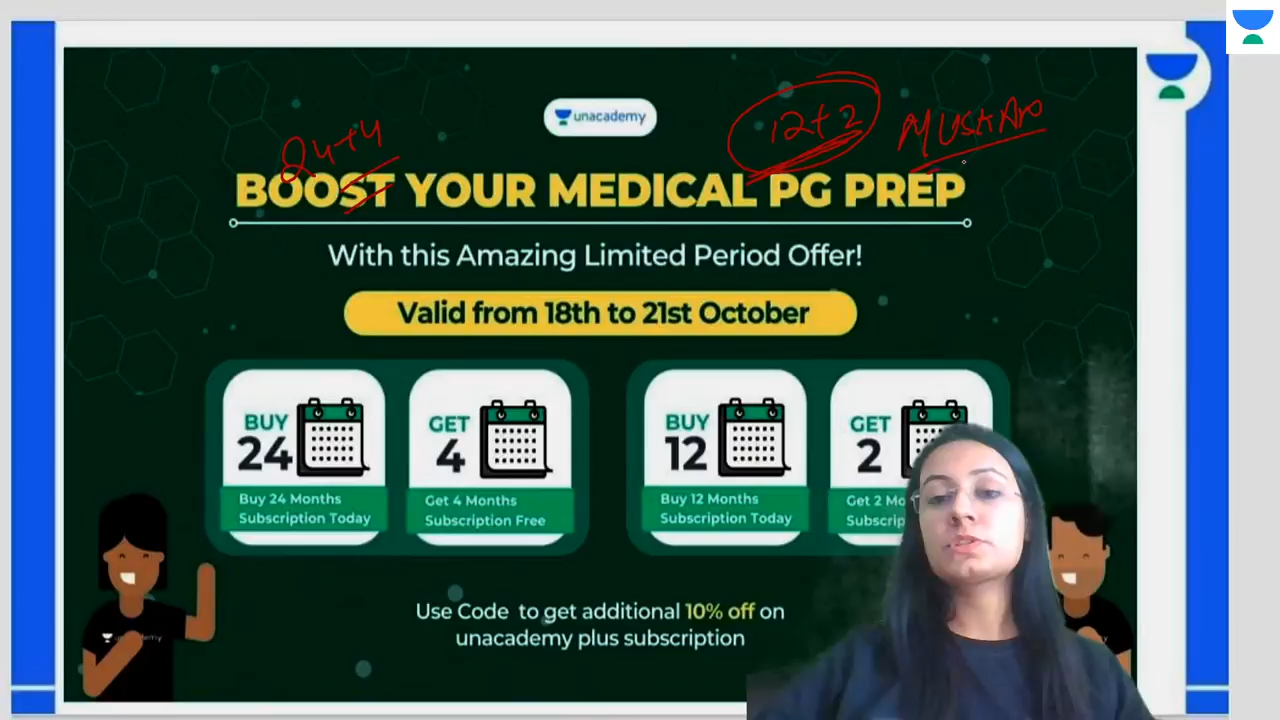 unacademy
24+4
12+2
BOOST YOUR MEDICAL PG PREP
With this Amazing Limited Period Offer!
Valid from 18th to 21st October
BUY
24
Buy 24 Months
Subscription Today
GET
4
Get 4 Months
Subscription Free
BUY
12
Buy 12 Months
Subscription Today
GET
2
Get 2
Use Code to get additional 10% off on
unacademy plus subscription